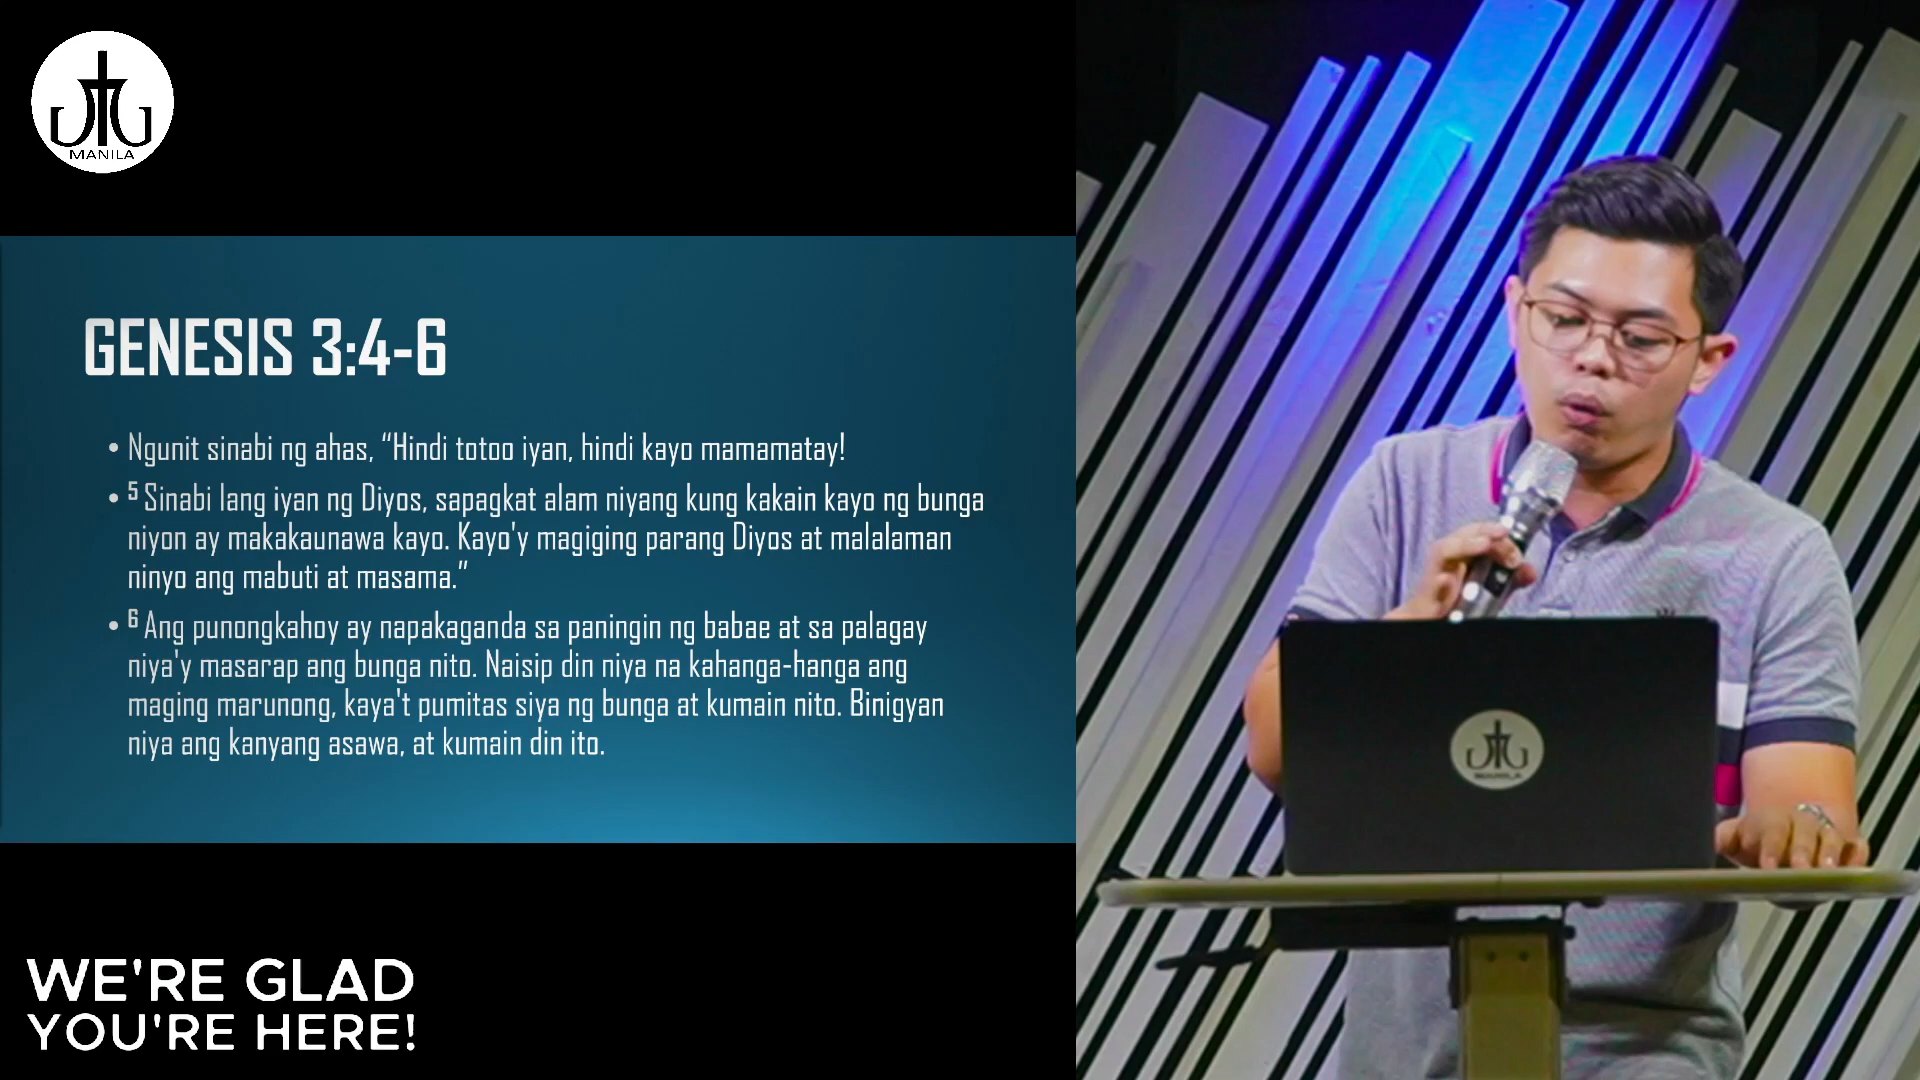 MANILA
GENESIS 3:4-6
• Ngunit sinabi ng ahas, “Hindi totoo iyan, hindi kayo mamamatay!
• 5 Sinabi lang iyan ng Diyos, sapagkat alam niyang kung kakain kayo ng bunga
niyon ay makakaunawa kayo. Kayo'y magiging parang Diyos at malalaman
ninyo ang mabuti at masama.”
• 6 Ang punongkahoy ay napakaganda sa paningin ng babae at sa palagay
niya'y masarap ang bunga nito. Naisip din niya na kahanga-hanga ang
maging marunong, kaya't pumitas siya ng bunga at kumain nito. Binigyan
niya ang kanyang asawa, at kumain din ito.
WE'RE GLAD
YOU'RE HERE!
MANILA